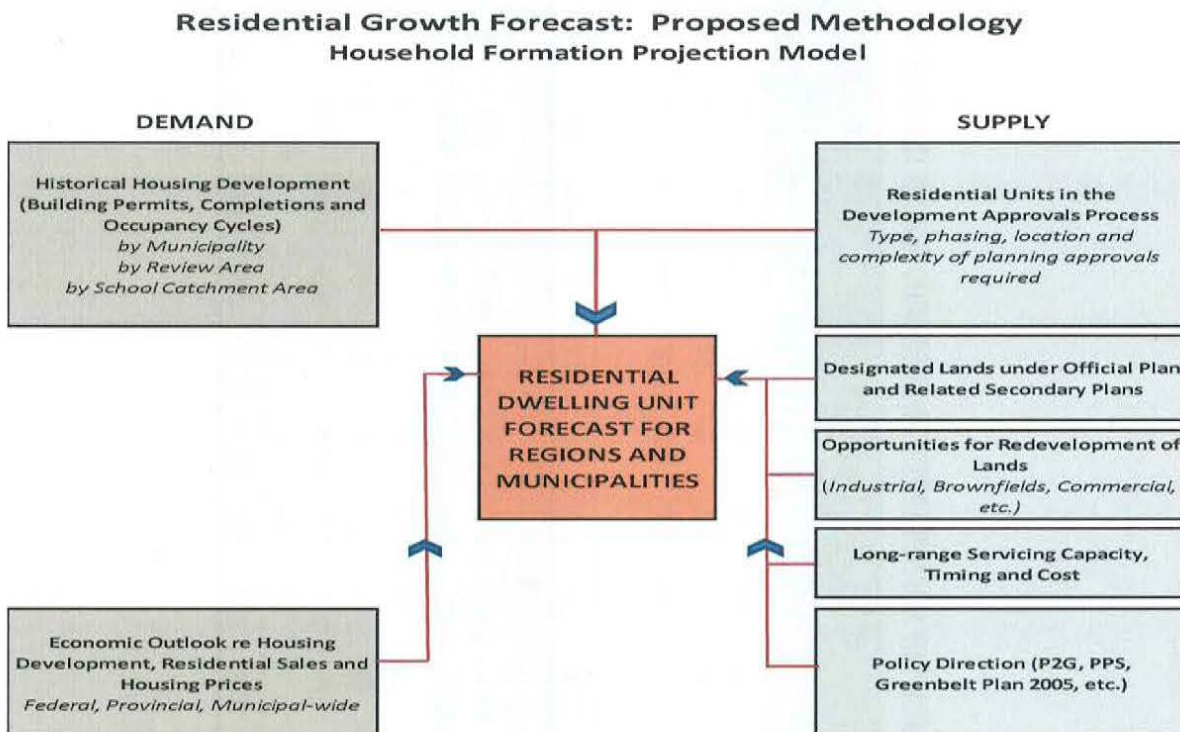 Residential Growth Forecast: Proposed Methodology
Household Formation Projection Model
DEMAND
Historical Housing Development
(Building Permits, Completions and
Occupancy Cycles)
by Municipality
by Review Area
by School Catchment Area
Economic Outlook re Housing
Development, Residential Sales and
Housing Prices
Federal, Provincial, Municipal-wide
RESIDENTIAL
DWELLING UNIT
FORECAST FOR
REGIONS AND
MUNICIPALITIES
SUPPLY
Residential Units in the
Development Approvals Process
Type, phasing, location and
complexity of planning approvals
required
Designated Lands under Official Plan
and Related Secondary Plans
Opportunities for Redevelopment of
Lands
(Industrial, Brownfields, Commercial,
etc.)
Long-range Servicing Capacity,
Timing and Cost
Policy Direction (P2G, PPS,
Greenbelt Plan 2005, etc.)